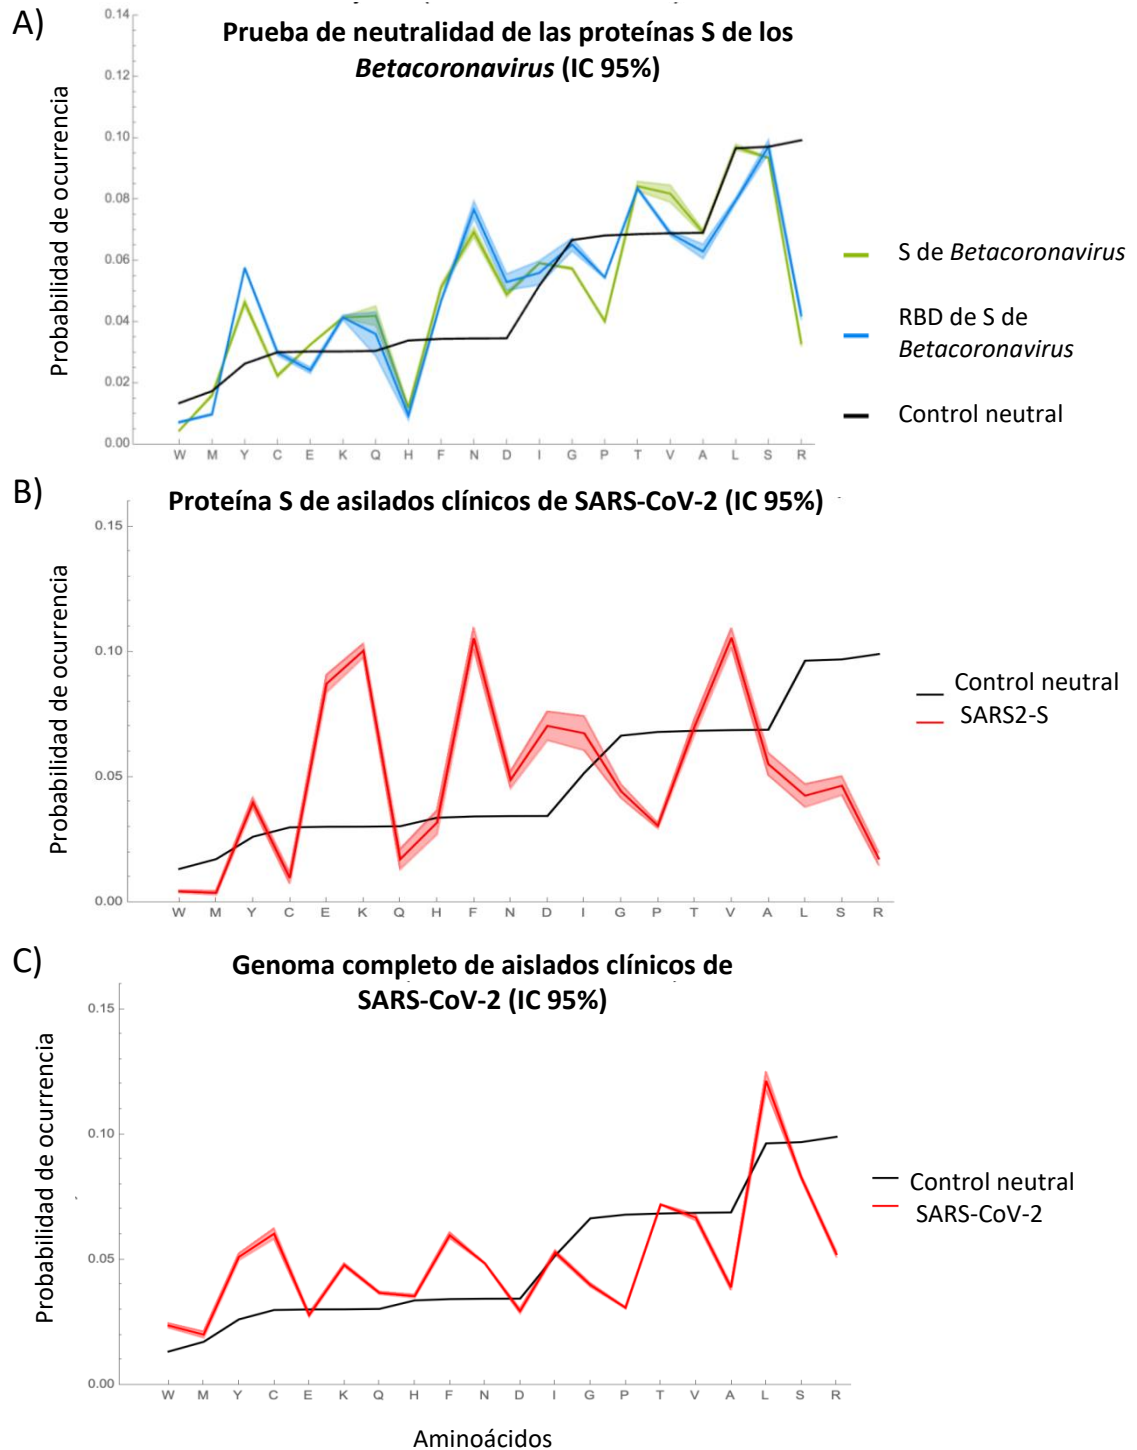 A)
Prueba de neutralidad de las proteínas S de los
Betacoronavirus (IC 95%)
Probabilidad de ocurrencia
0.14
0.12
0.10
0.08
0.06
0.04
0.02
0.00
W M Y C E K Q H F N D I G P T V A L S R
S de Betacoronavirus
RBD de S de
Betacoronavirus
Control neutral
B)
Proteína S de asilados clínicos de SARS-CoV-2 (IC 95%)
Probabilidad de ocurrencia
0.15
0.10
0.05
0.00
W M Y C E K Q H F N D I G P T V A L S R
Control neutral
SARS2-S
C)
Genoma completo de aislados clínicos de
SARS-CoV-2 (IC 95%)
Probabilidad de ocurrencia
0.15
0.10
0.05
0.00
W M Y C E K Q H F N D I G P T V A L S R
Control neutral
SARS-CoV-2
Aminoácidos